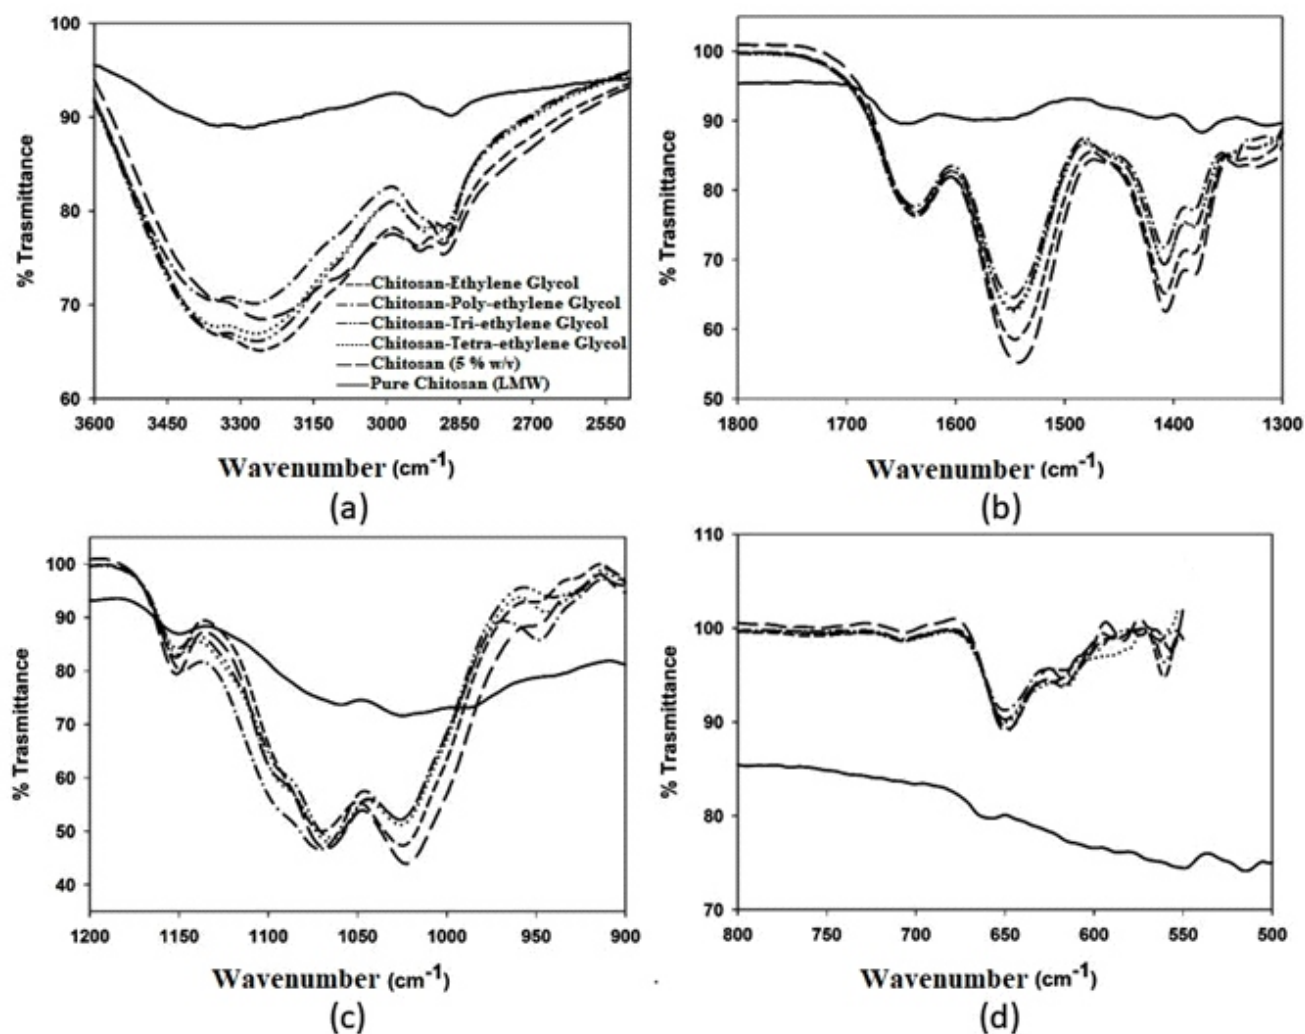 100
90
80
70
60
% Trasmittance
Chitosan-Ethylene Glycol
Chitosan-Poly-ethylene Glycol
Chitosan-Tri-ethylene Glycol
Chitosan-Tetra-ethylene Glycol
Chitosan (5 % w/v)
Pure Chitosan (LMW)
3600 3450 3300 3150 3000 2850 2700 2550
Wavenumber (cm-1)
(a)
100
90
80
70
60
50
% Trasmittance
1800 1700 1600 1500 1400 1300
Wavenumber (cm-1)
(b)
100
90
80
70
60
50
40
% Trasmittance
1200 1150 1100 1050 1000 950 900
Wavenumber (cm-1)
(c)
110
100
90
80
70
% Trasmittance
800 750 700 650 600 550 500
Wavenumber (cm-1)
(d)